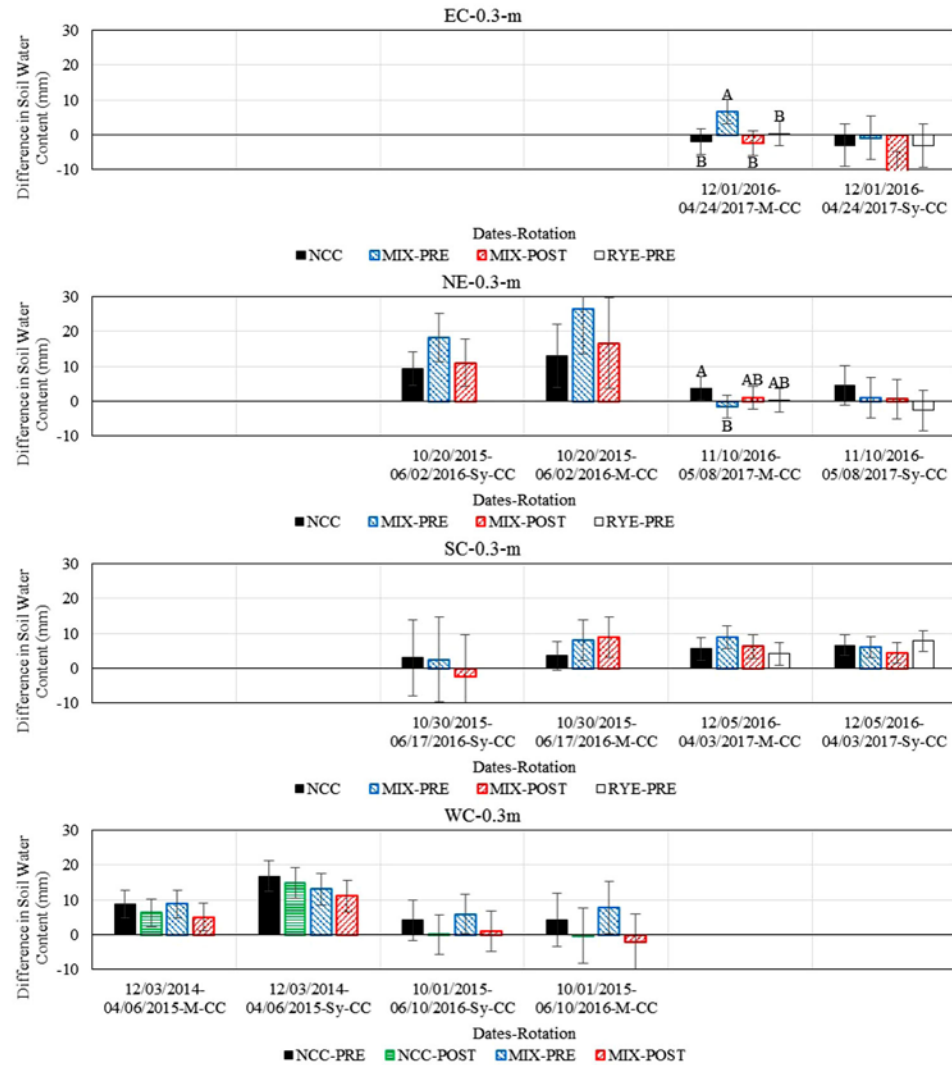 EC-0.3-m
Difference in Soil Water
Content (mm)
30
20
10
0
-10
A
B
B
B
12/01/2016-
04/24/2017-M-CC
12/01/2016-
04/24/2017-Sy-CC
Dates-Rotation
NCC MIX-PRE MIX-POST RYE-PRE
NE-0.3-m
Difference in Soil Water
Content (mm)
30
20
10
0
-10
A
AB
AB
B
10/20/2015-
06/02/2016-Sy-CC
10/20/2015-
06/02/2016-M-CC
11/10/2016-
05/08/2017-M-CC
11/10/2016-
05/08/2017-Sy-CC
Dates-Rotation
NCC MIX-PRE MIX-POST RYE-PRE
SC-0.3-m
Difference in Soil Water
Content (mm)
30
20
10
0
-10
10/30/2015-
06/17/2016-Sy-CC
10/30/2015-
06/17/2016-M-CC
12/05/2016-
04/03/2017-M-CC
12/05/2016-
04/03/2017-Sy-CC
Dates-Rotation
NCC MIX-PRE MIX-POST RYE-PRE
WC-0.3m
Difference in Soil Water
Content (mm)
30
20
10
0
-10
12/03/2014-
04/06/2015-M-CC
12/03/2014-
04/06/2015-Sy-CC
10/01/2015-
06/10/2016-Sy-CC
10/01/2015-
06/10/2016-M-CC
Dates-Rotation
NCC-PRE NCC-POST MIX-PRE MIX-POST